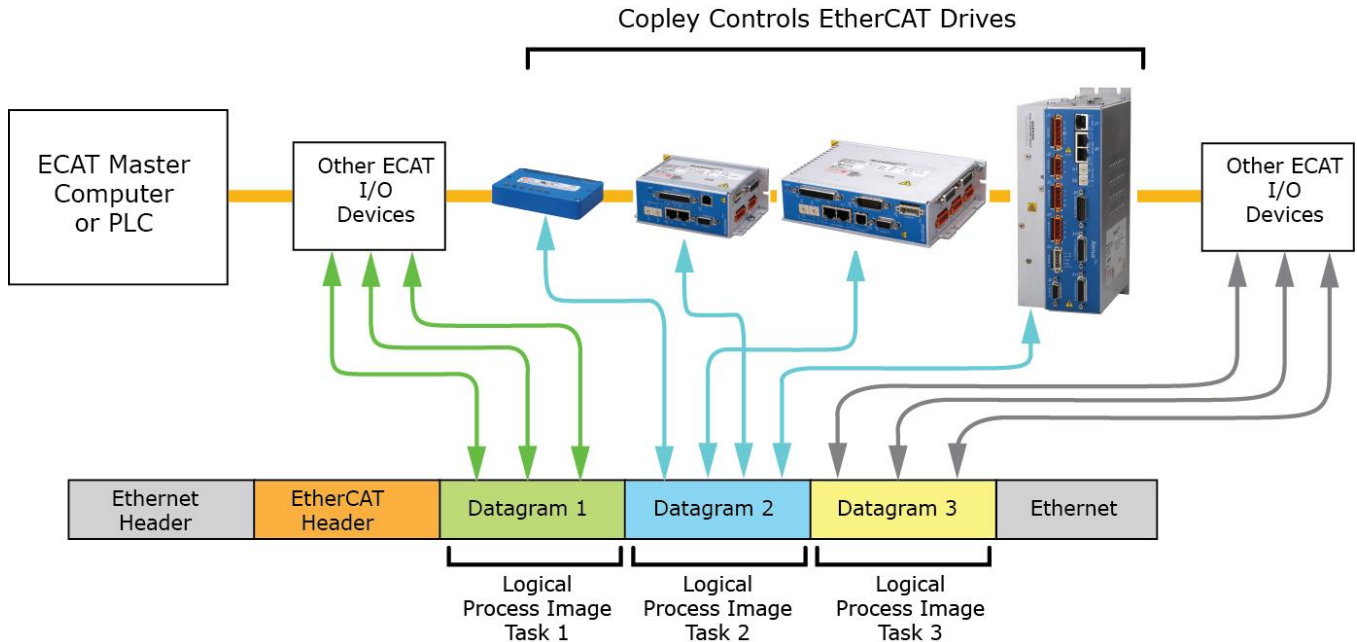 Copley Controls EtherCAT Drives
ECAT Master
Computer
or PLC
Other ECAT
I/O
Devices
Other ECAT
I/O
Devices
Ethernet
Header
EtherCAT
Header
Datagram 1
Datagram 2
Datagram 3
Ethernet
Logical
Process Image
Task 1
Logical
Process Image
Task 2
Logical
Process Image
Task 3